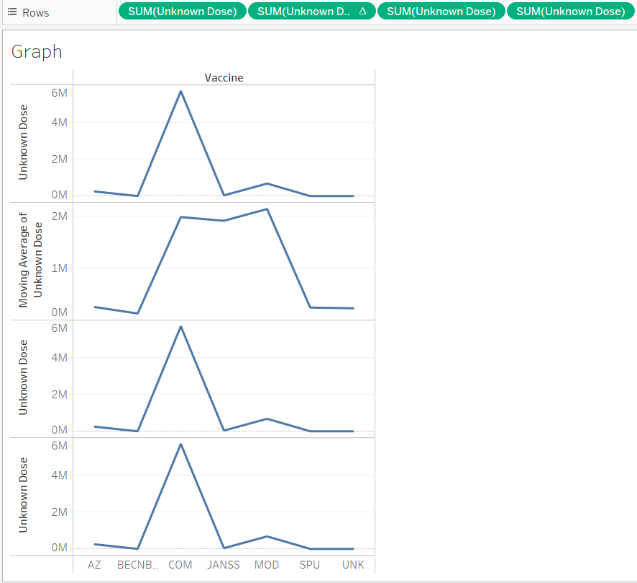 Rows SUM(Unknown Dose) SUM(Unknown D.. Δ SUM(Unknown Dose) SUM(Unknown Dose)
Graph
Vaccine
Unknown Dose
6M
4M
2M
0M
Moving Average of
Unknown Dose
2M
1M
0M
Unknown Dose
6M
4M
2M
0M
Unknown Dose
6M
4M
2M
0M
AZ BECNB.. COM JANSS MOD SPU UNK